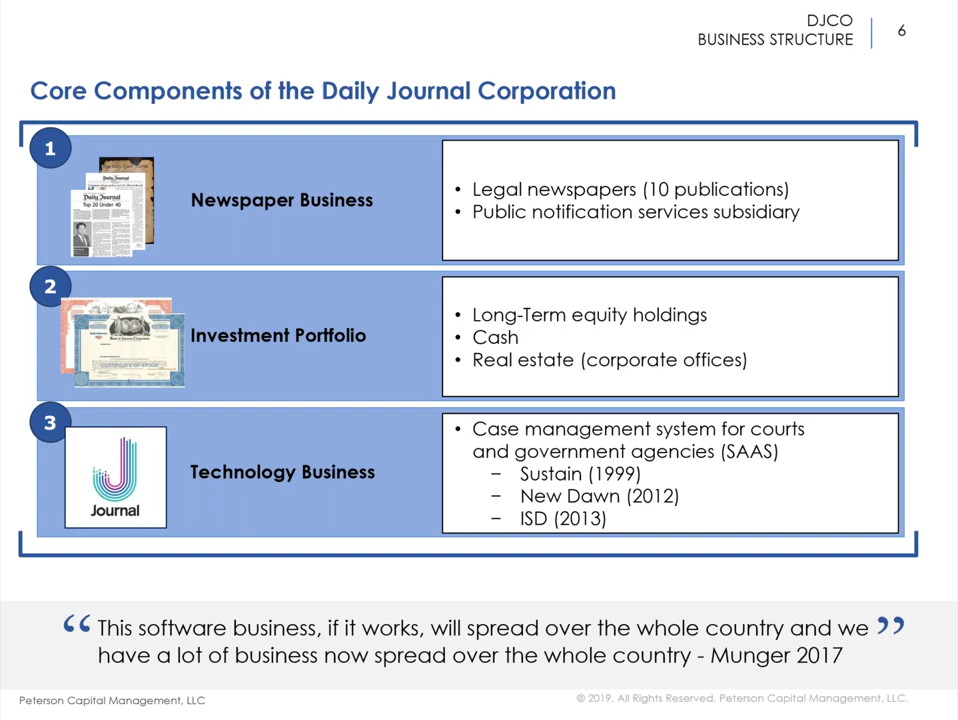 DJCO
BUSINESS STRUCTURE
6
Core Components of the Daily Journal Corporation
1
Daily Journal
Daily Journal
Top 20 Under 40
Newspaper Business
• Legal newspapers (10 publications)
• Public notification services subsidiary
2
Investment Portfolio
• Long-Term equity holdings
• Cash
• Real estate (corporate offices)
3
Journal
Technology Business
• Case management system for courts
and government agencies (SAAS)
− Sustain (1999)
− New Dawn (2012)
− ISD (2013)
“ This software business, if it works, will spread over the whole country and we ”
have a lot of business now spread over the whole country - Munger 2017
Peterson Capital Management, LLC
© 2019. All Rights Reserved. Peterson Capital Management, LLC.